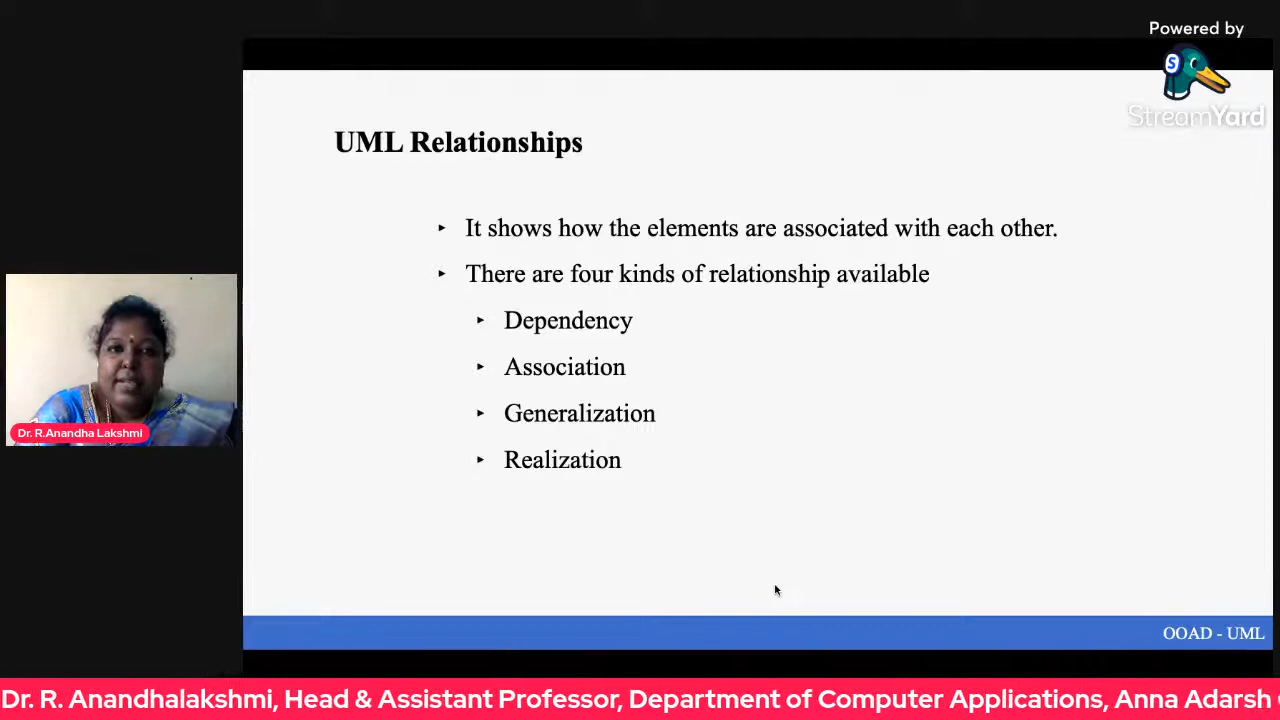 Powered by
S
StreamYard
UML Relationships
It shows how the elements are associated with each other.
There are four kinds of relationship available
Dependency
Association
Generalization
Realization
Dr. R.Anandha Lakshmi
OOAD - UML
Dr. R. Anandhalakshmi, Head & Assistant Professor, Department of Computer Applications, Anna Adarsh